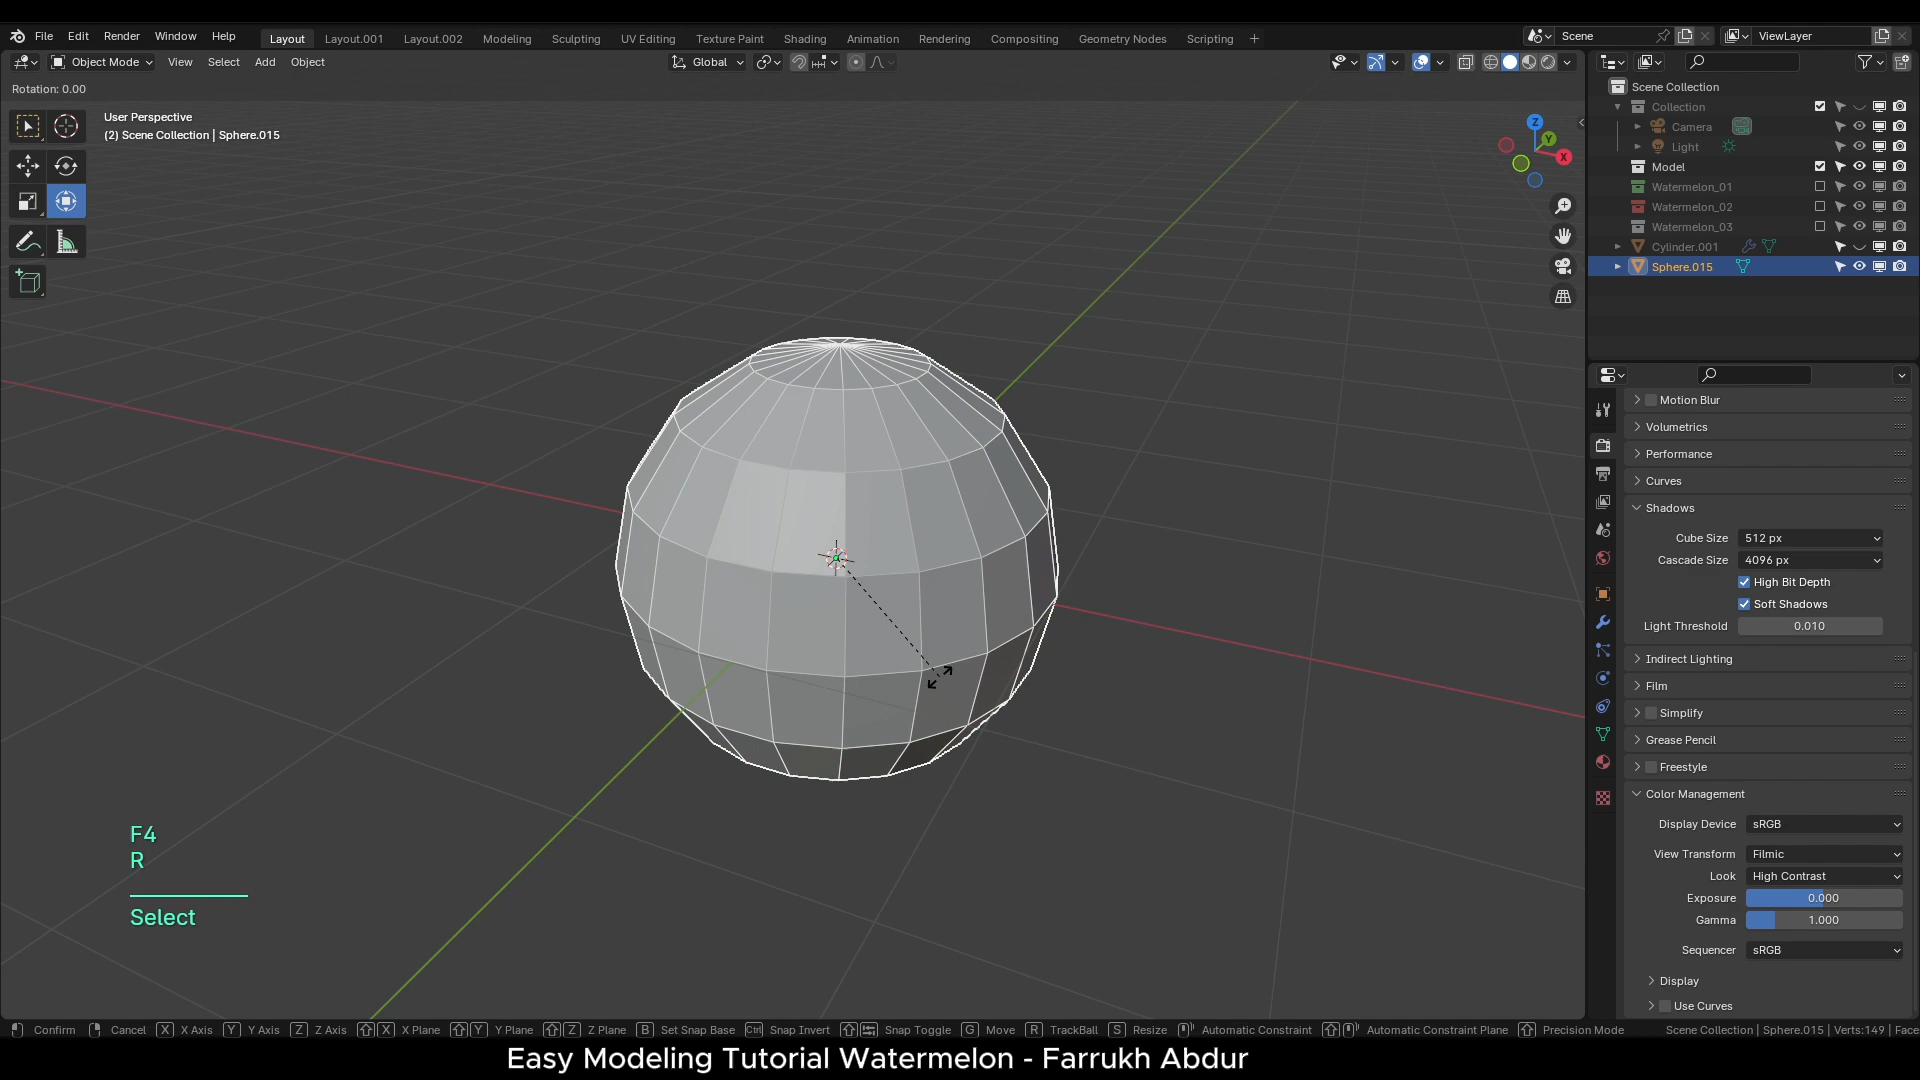 File Edit Render Window Help Layout Layout.001 Layout.002 Modeling Sculpting UV Editing Texture Paint Shading Animation Rendering Compositing Geometry Nodes Scripting + Scene ViewLayer
Object Mode View Select Add Object Global
Rotation: 0.00
User Perspective
(2) Scene Collection | Sphere.015
Z
Y
X
Scene Collection
Collection
Camera
Light
Model
Watermelon_01
Watermelon_02
Watermelon_03
Cylinder.001
Sphere.015
Motion Blur
Volumetrics
Performance
Curves
Shadows
Cube Size 512 px
Cascade Size 4096 px
High Bit Depth
Soft Shadows
Light Threshold 0.010
Indirect Lighting
Film
Simplify
Grease Pencil
Freestyle
Color Management
Display Device sRGB
View Transform Filmic
Look High Contrast
Exposure 0.000
Gamma 1.000
Sequencer sRGB
Display
Use Curves
F4
R
Select
Confirm Cancel X X Axis Y Y Axis Z Z Axis X X Plane Y Y Plane Z Z Plane B Set Snap Base Ctrl Snap Invert Snap Toggle G Move R TrackBall S Resize Automatic Constraint Automatic Constraint Plane Precision Mode Scene Collection | Sphere.015 | Verts:149 | Face
Easy Modeling Tutorial Watermelon - Farrukh Abdur